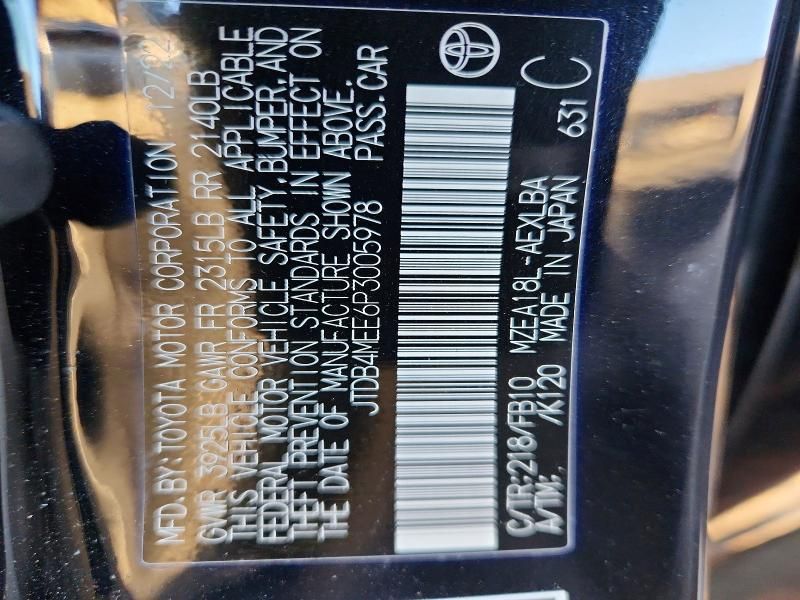 MFD.BY:TOYOTA MOTOR CORPORATION 12/22
GVWR 3925LB GAWR FR 2315LB RR 2140LB
THIS VEHICLE CONFORMS TO ALL APPLICABLE
FEDERAL MOTOR VEHICLE SAFETY,BUMPER,AND
THEFT PREVENTION STANDARDS IN EFFECT ON
THE DATE OF MANUFACTURE SHOWN ABOVE.
JTDB4MEE6P3005978 PASS.CAR
C/TR:218/FB10 MZEA18L-AEXLBA
A/TM:. /K120 MADE IN JAPAN 631
C